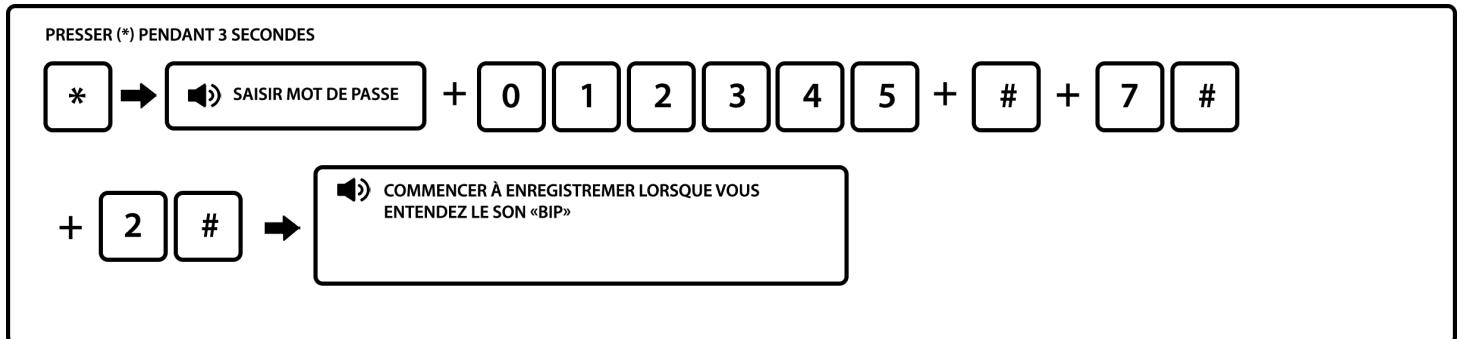 PRESSER (*) PENDANT 3 SECONDES
* SAISIR MOT DE PASSE + 0 1 2 3 4 5 + # + 7 #
+ 2 # COMMENCER À ENREGISTREMER LORSQUE VOUS
ENTENDEZ LE SON «BIP»